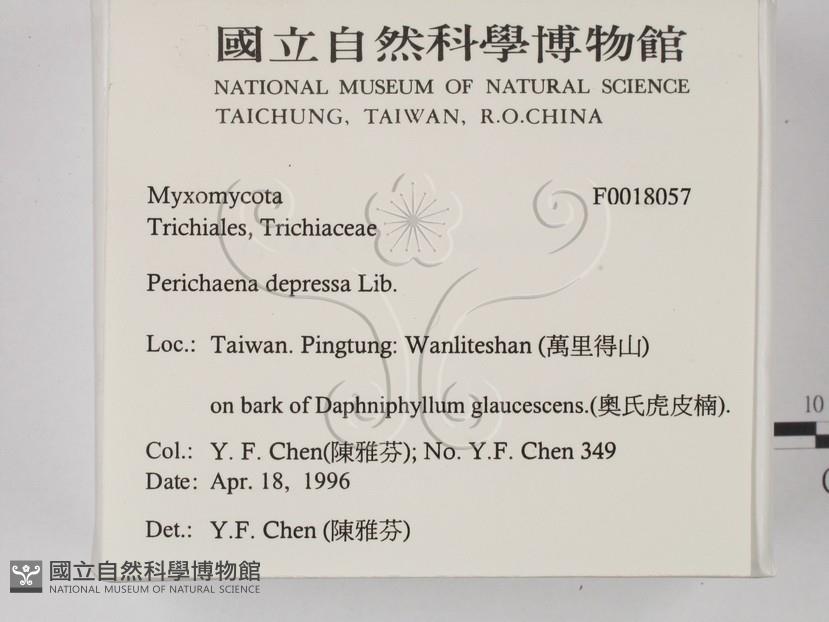 國立自然科學博物館
NATIONAL MUSEUM OF NATURAL SCIENCE
TAICHUNG, TAIWAN, R.O.CHINA
Myxomycota F0018057
Trichiales, Trichiaceae
Perichaena depressa Lib.
Loc.: Taiwan. Pingtung: Wanliteshan (萬里得山)
on bark of Daphniphyllum glaucescens.(奧氏虎皮楠).
Col.: Y. F. Chen(陳雅芬); No. Y.F. Chen 349
Date: Apr. 18, 1996
Det.: Y.F. Chen (陳雅芬)
10
國立自然科學博物館
NATIONAL MUSEUM OF NATURAL SCIENCE